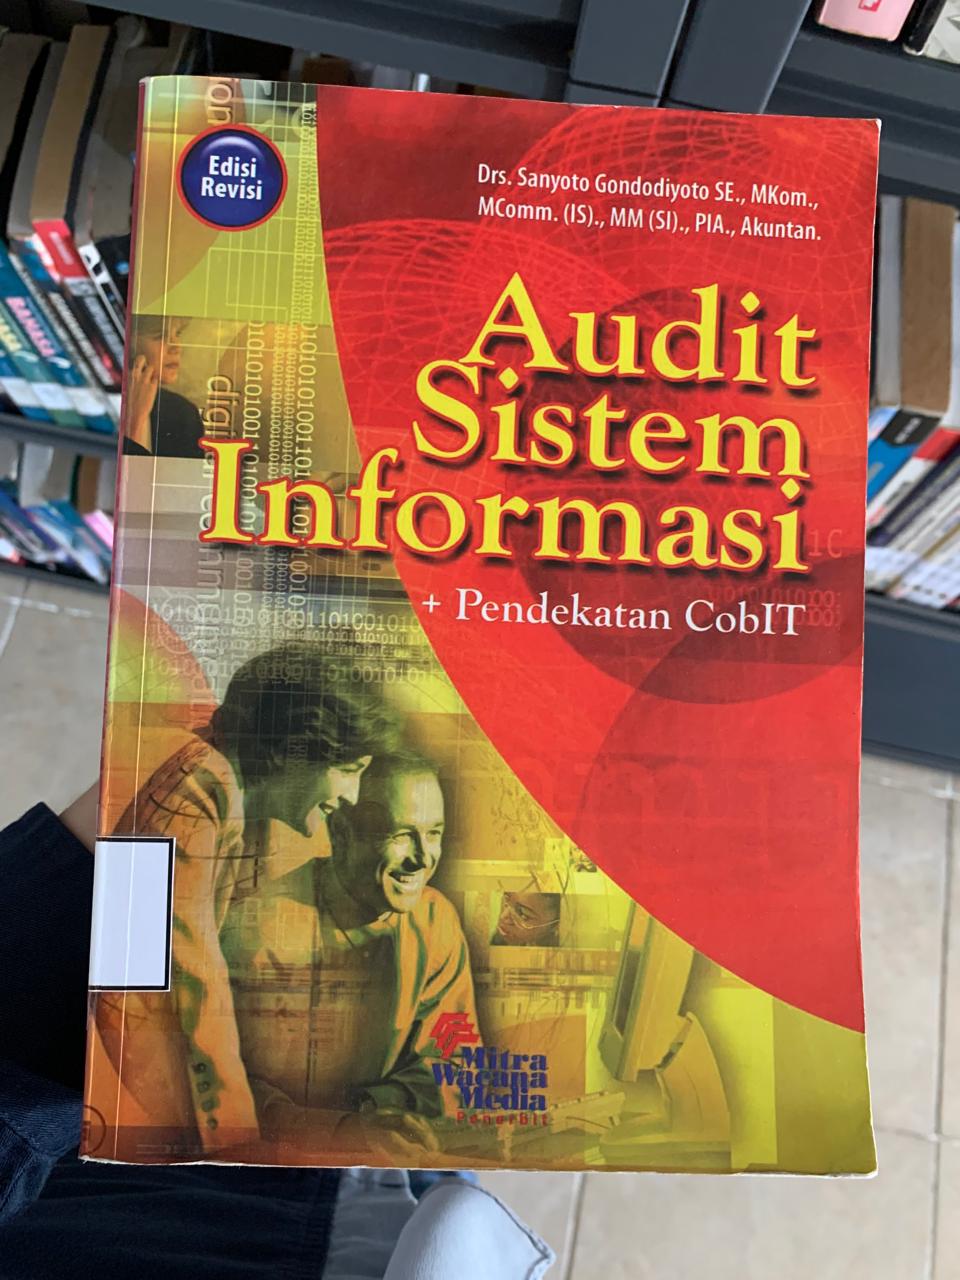 Edisi
Revisi
Drs. Sanyoto Gondodiyoto SE., MKom.,
MComm. (IS)., MM (SI)., PIA., Akuntan.
Audit
Sistem
Informasi
+ Pendekatan CobIT
Mitra
Wacana
Media
Penerbit
BAHASA